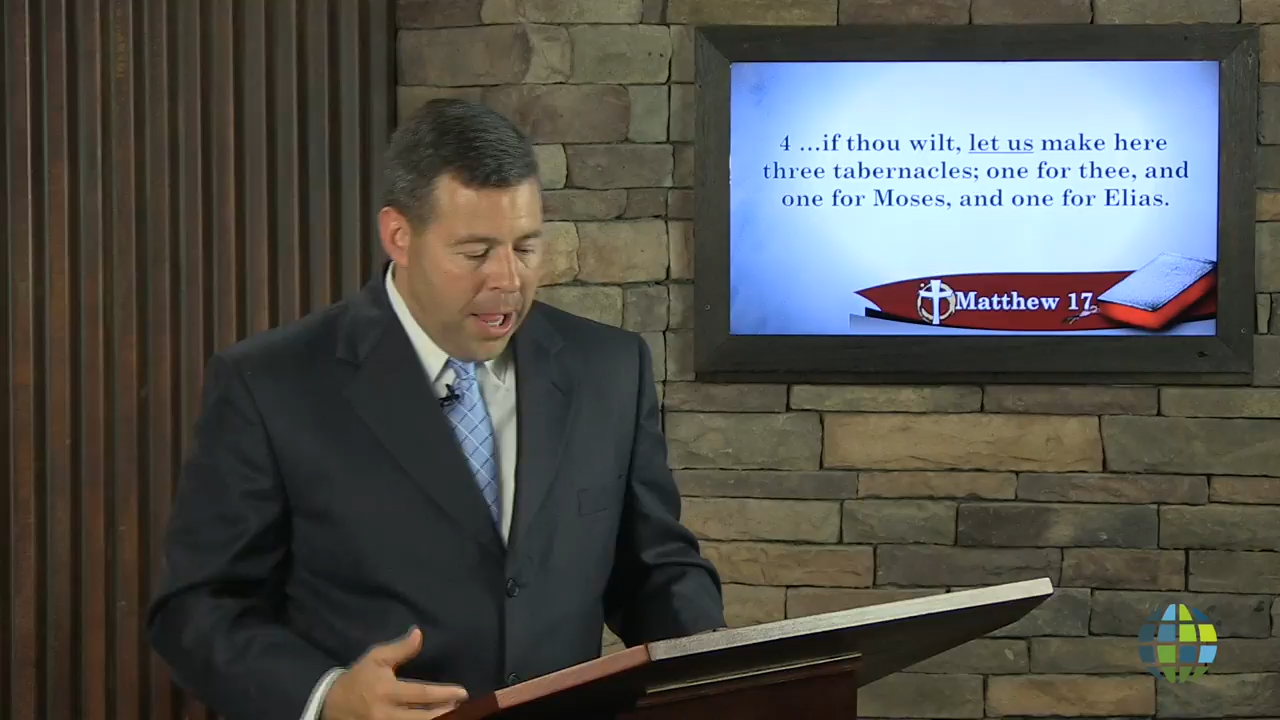 4 ...if thou wilt, let us make here
three tabernacles; one for thee, and
one for Moses, and one for Elias.
Matthew 17